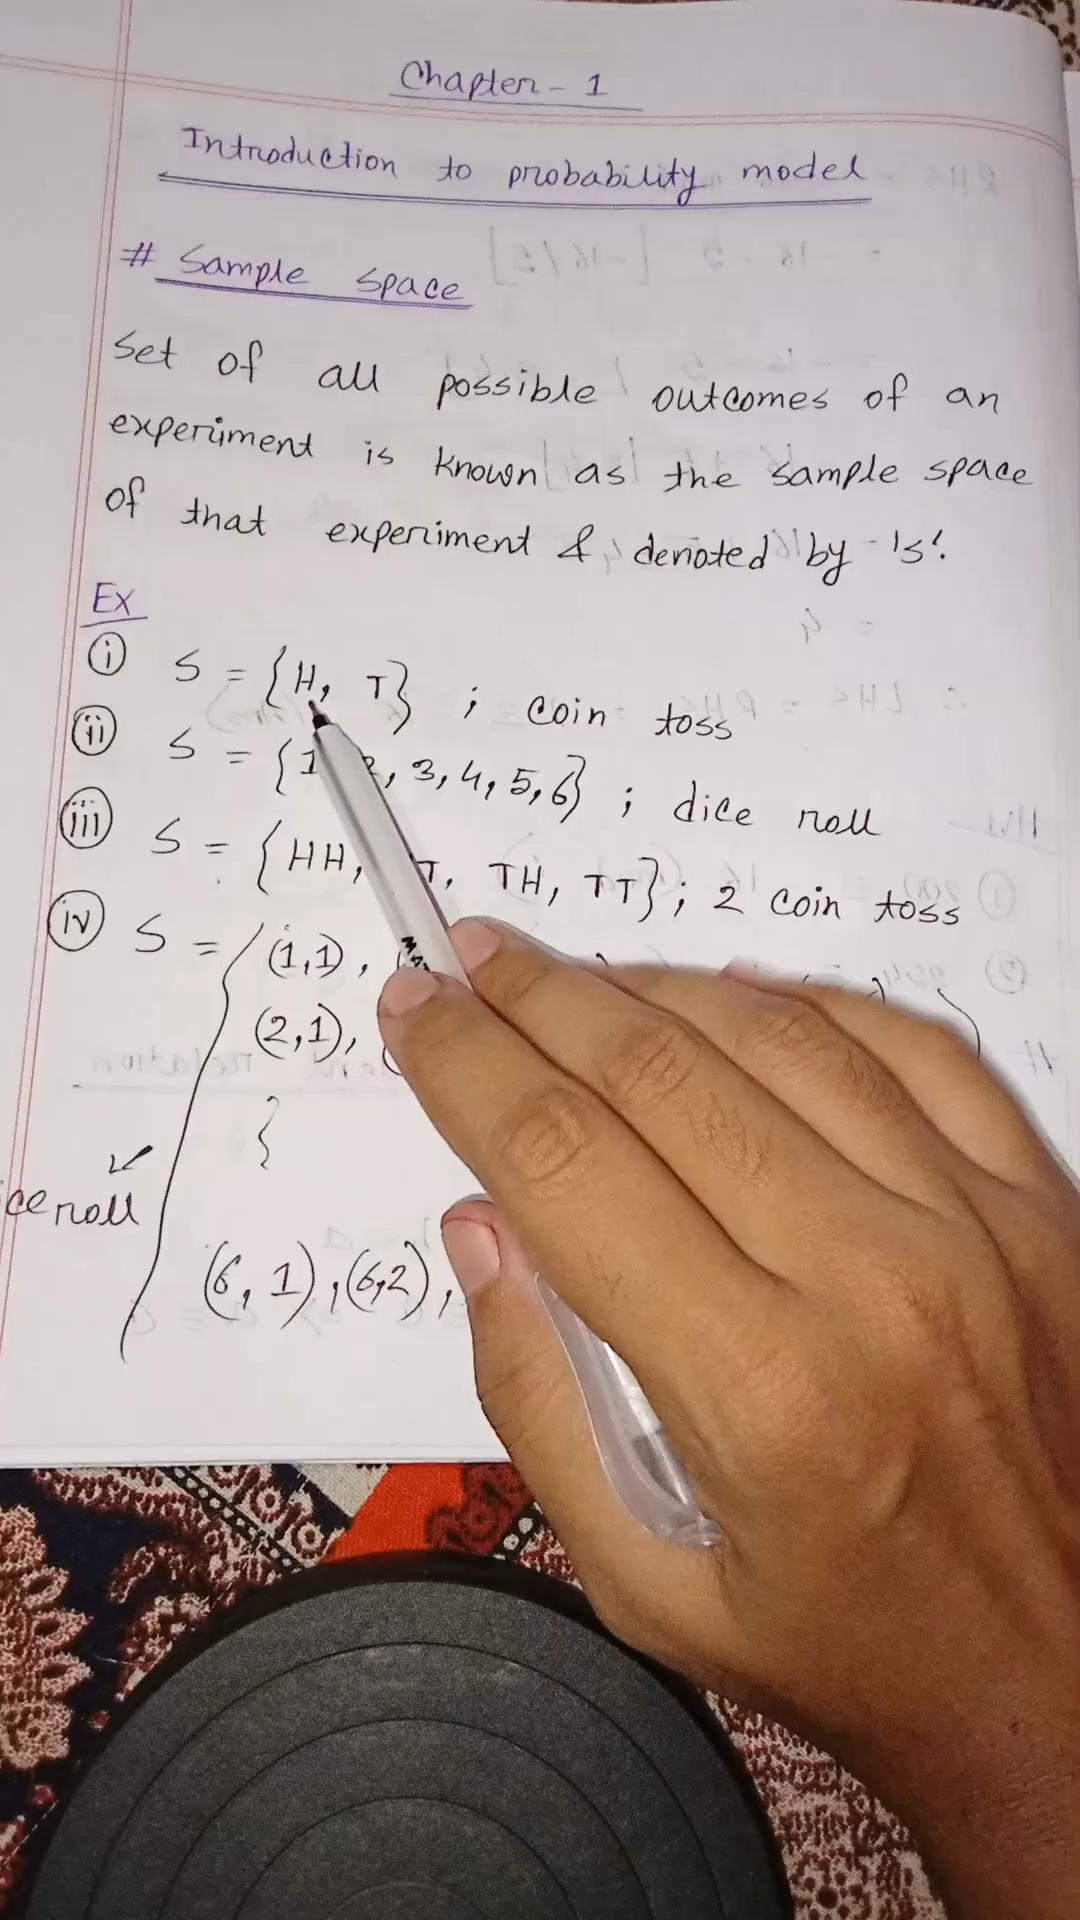 Chapter - 1
Introduction to probability model
# Sample space
Set of all possible outcomes of an
experiment is known as the sample space
of that experiment & denoted by 's'.
Ex
(i) S = {H, T} ; coin toss
(ii) S = {1, 2, 3, 4, 5, 6} ; dice roll
(iii) S = {HH, T, TH, TT} ; 2 coin toss
(iv) S = { (1,1),
(2,1),
roll
(6, 1), (6,2),